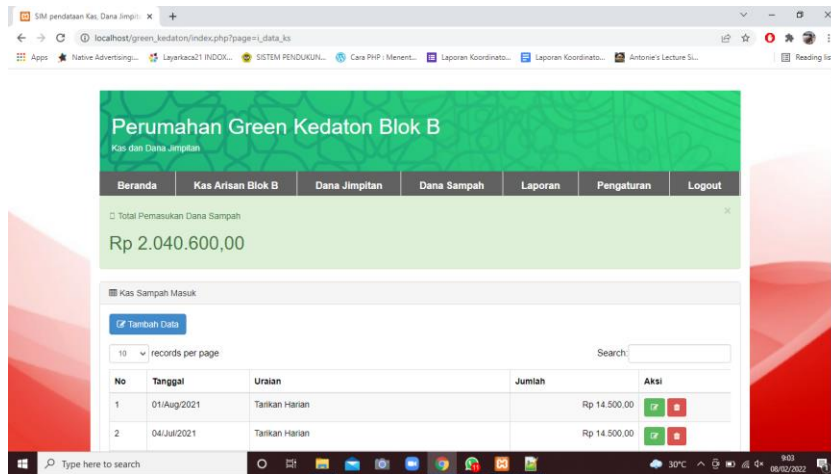 SIM pendataan Kas, Dana Jimpit
localhost/green_kedaton/index.php?page=i_data_ks
Apps Native Advertising:... Layarkaca21 INDOX... SISTEM PENDUKUN... Cara PHP : Menent... Laporan Koordinato... Laporan Koordinato... Antonie's Lecture Si... Reading lis
Perumahan Green Kedaton Blok B
Kas dan Dana Jimpitan
Beranda Kas Arisan Blok B Dana Jimpitan Dana Sampah Laporan Pengaturan Logout
Total Pemasukan Dana Sampah
Rp 2.040.600,00
Kas Sampah Masuk
Tambah Data
10 records per page Search:
No Tanggal Uraian Jumlah Aksi
1 01/Aug/2021 Tarikan Harian Rp 14.500,00
2 04/Jul/2021 Tarikan Harian Rp 14.500,00
Type here to search 30°C 9:03
08/02/2022